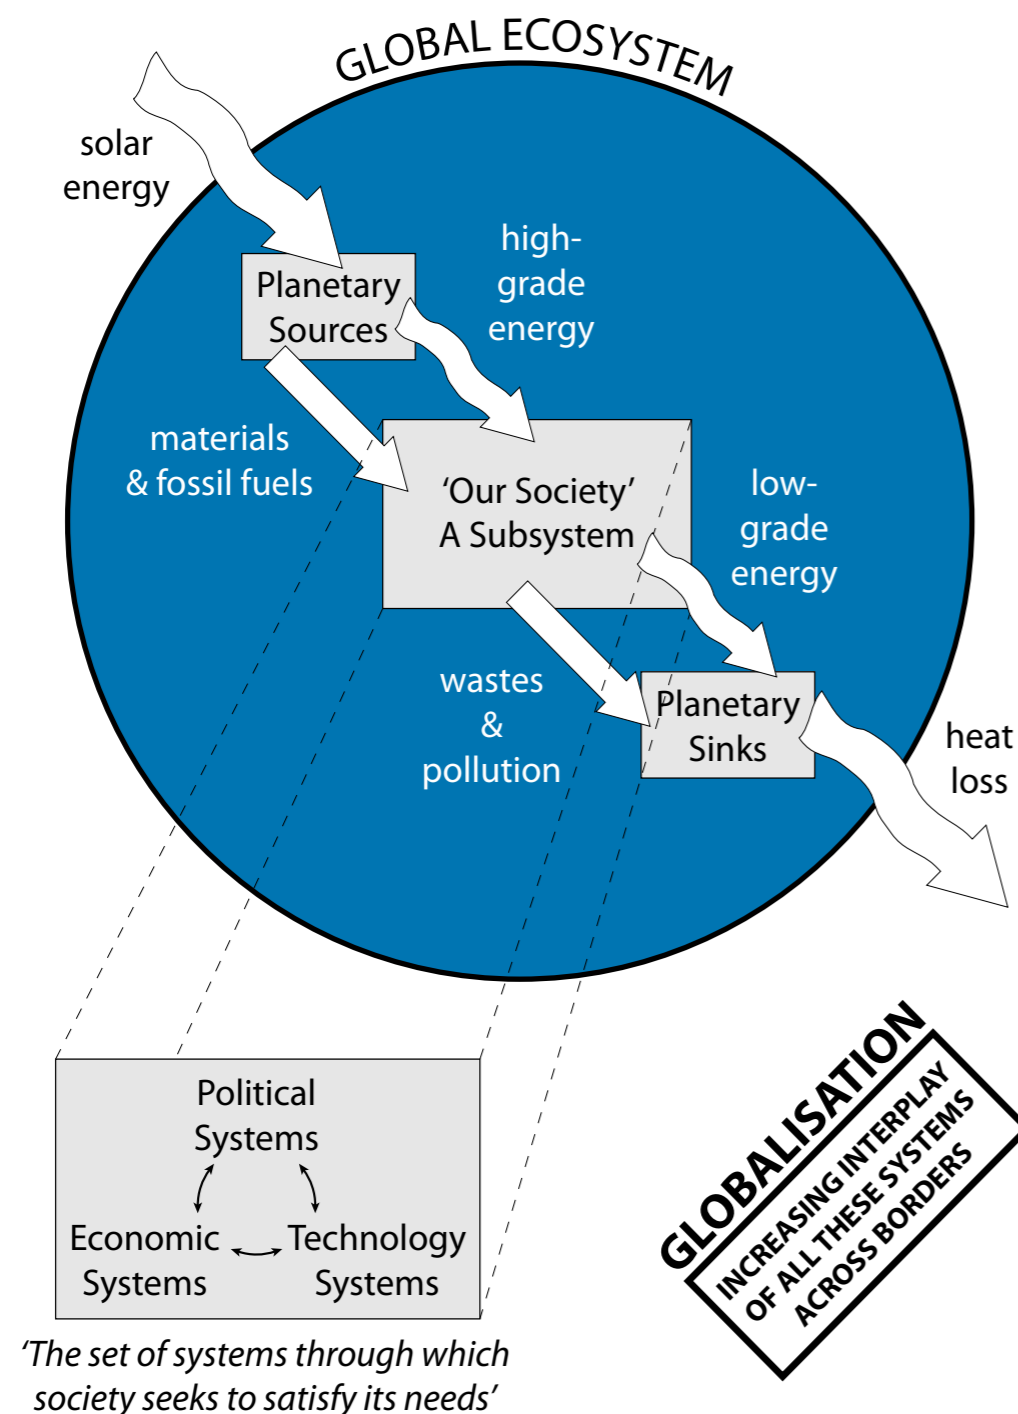 GLOBAL ECOSYSTEM
solar
energy
high-
grade
energy
Planetary
Sources
materials
& fossil fuels
‘Our Society’
A Subsystem
low-
grade
energy
wastes
&
pollution
Planetary
Sinks
heat
loss
Political
Systems
Economic
Systems
Technology
Systems
‘The set of systems through which
society seeks to satisfy its needs’
GLOBALISATION
INCREASING INTERPLAY
OF ALL THESE SYSTEMS
ACROSS BORDERS